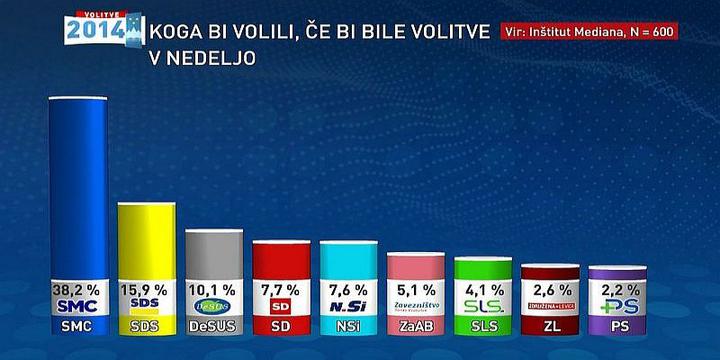 VOLITVE
2014
KOGA BI VOLILI, ČE BI BILE VOLITVE
V NEDELJO
Vir: Inštitut Mediana, N = 600
38,2 % 15,9 % 10,1 % 7,7 % 7,6 % 5,1 % 4,1 % 2,6 % 2,2 %
SMC SDS DeSUS SD N.Si Zavezništvo SLS ZDRUŽENA LEVICA PS
SMC SDS DeSUS SD NSi ZaAB SLS ZL PS